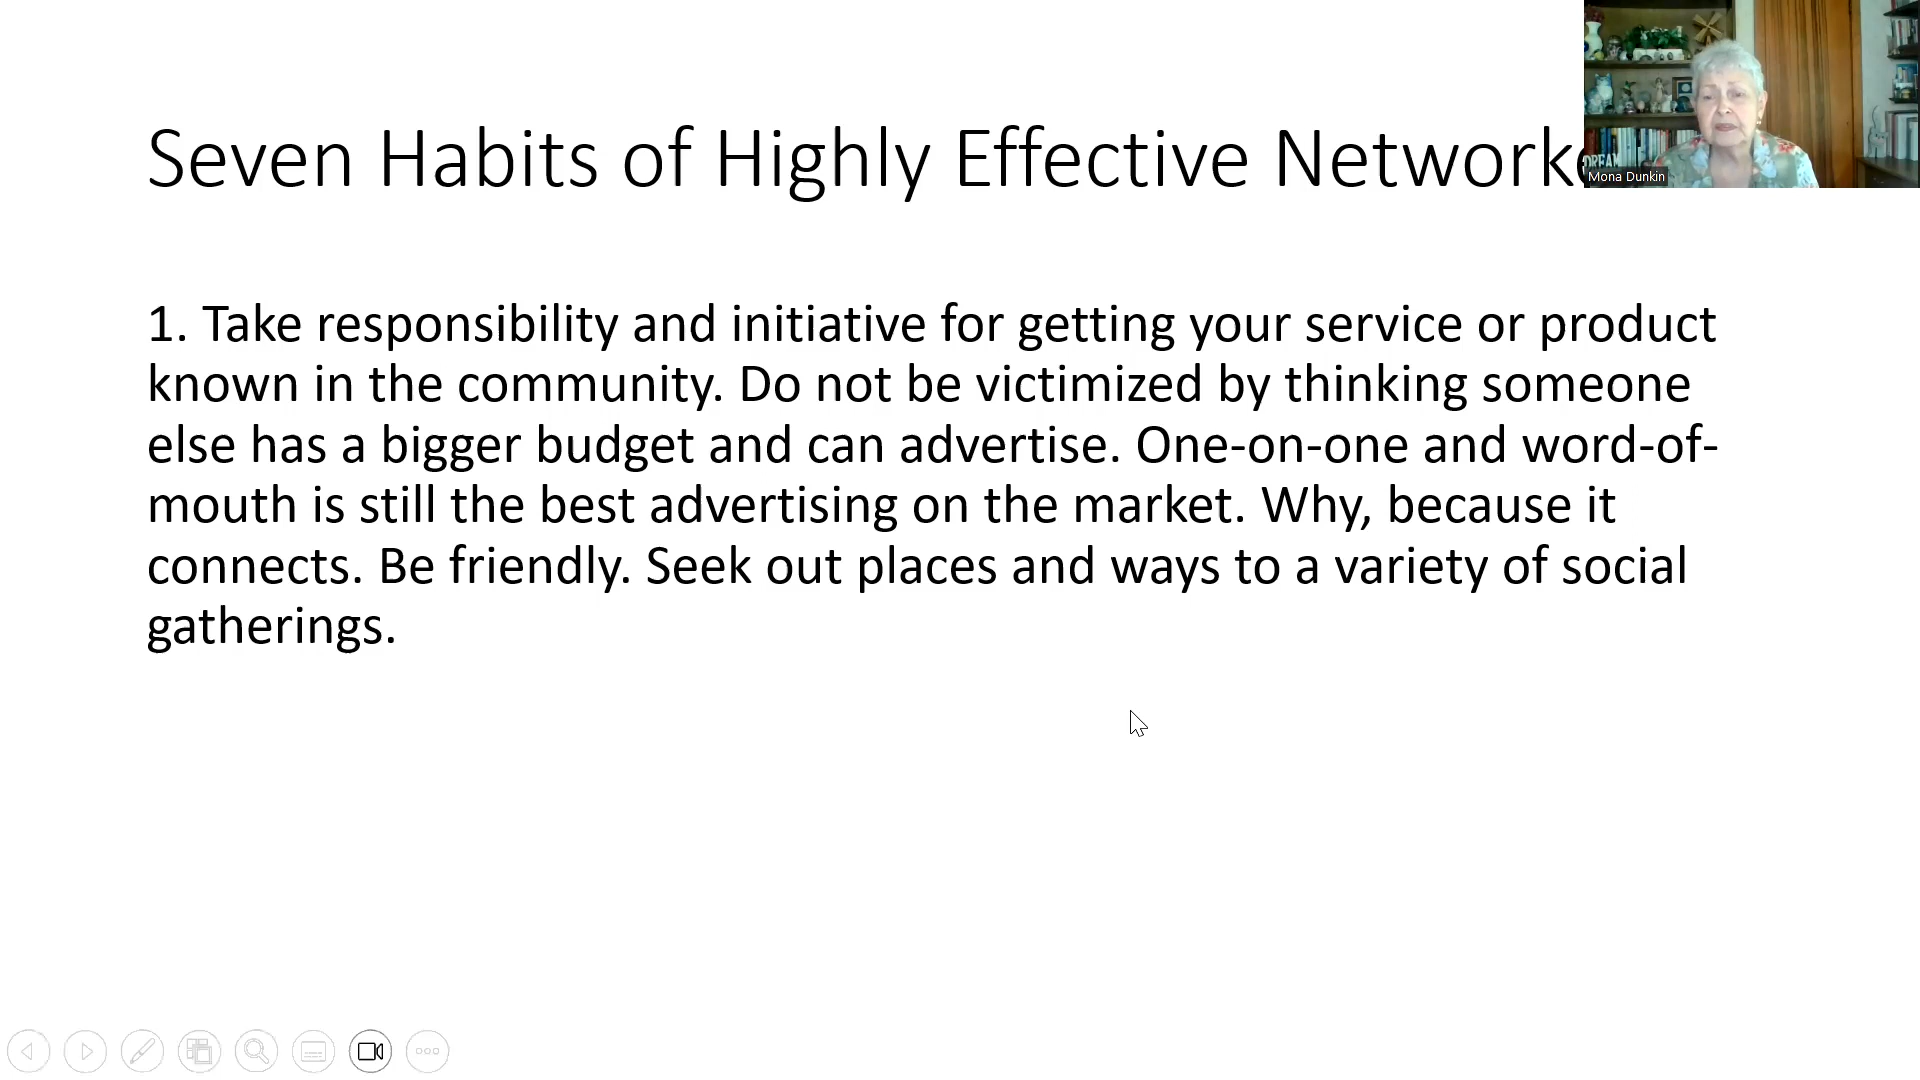 Seven Habits of Highly Effective
DREAM
Mona Dunkin
1. Take responsibility and initiative for getting your service or product
known in the community. Do not be victimized by thinking someone
else has a bigger budget and can advertise. One-on-one and word-of-
mouth is still the best advertising on the market. Why, because it
connects. Be friendly. Seek out places and ways to a variety of social
gatherings.